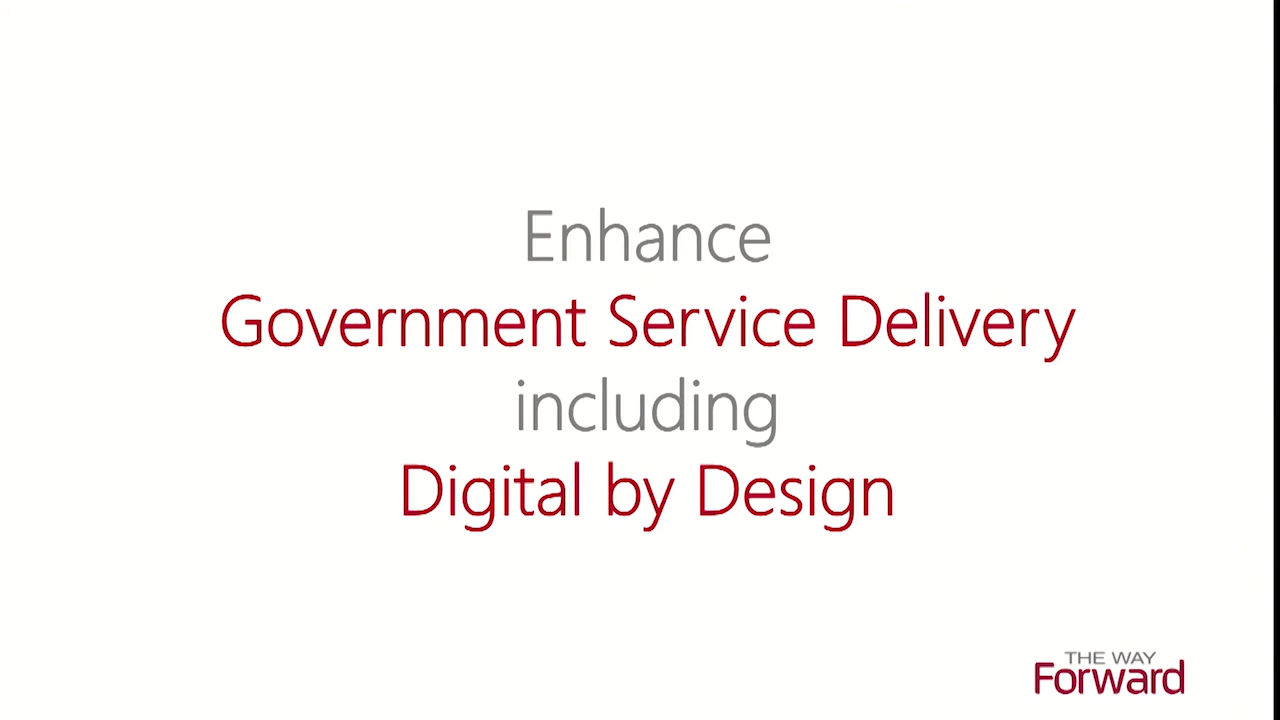 Enhance
Government Service Delivery
including
Digital by Design
THE WAY
Forward